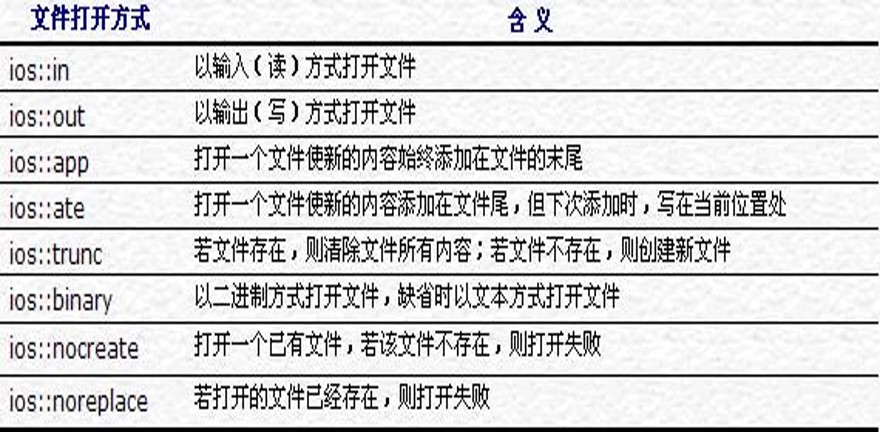 文件打开方式 含 义
ios::in 以输入(读)方式打开文件
ios::out 以输出(写)方式打开文件
ios::app 打开一个文件使新的内容始终添加在文件的末尾
ios::ate 打开一个文件使新的内容添加在文件尾,但下次添加时,写在当前位置处
ios::trunc 若文件存在,则清除文件所有内容;若文件不存在,则创建新文件
ios::binary 以二进制方式打开文件,缺省时以文本方式打开文件
ios::nocreate 打开一个已有文件,若该文件不存在,则打开失败
ios::noreplace 若打开的文件已经存在,则打开失败